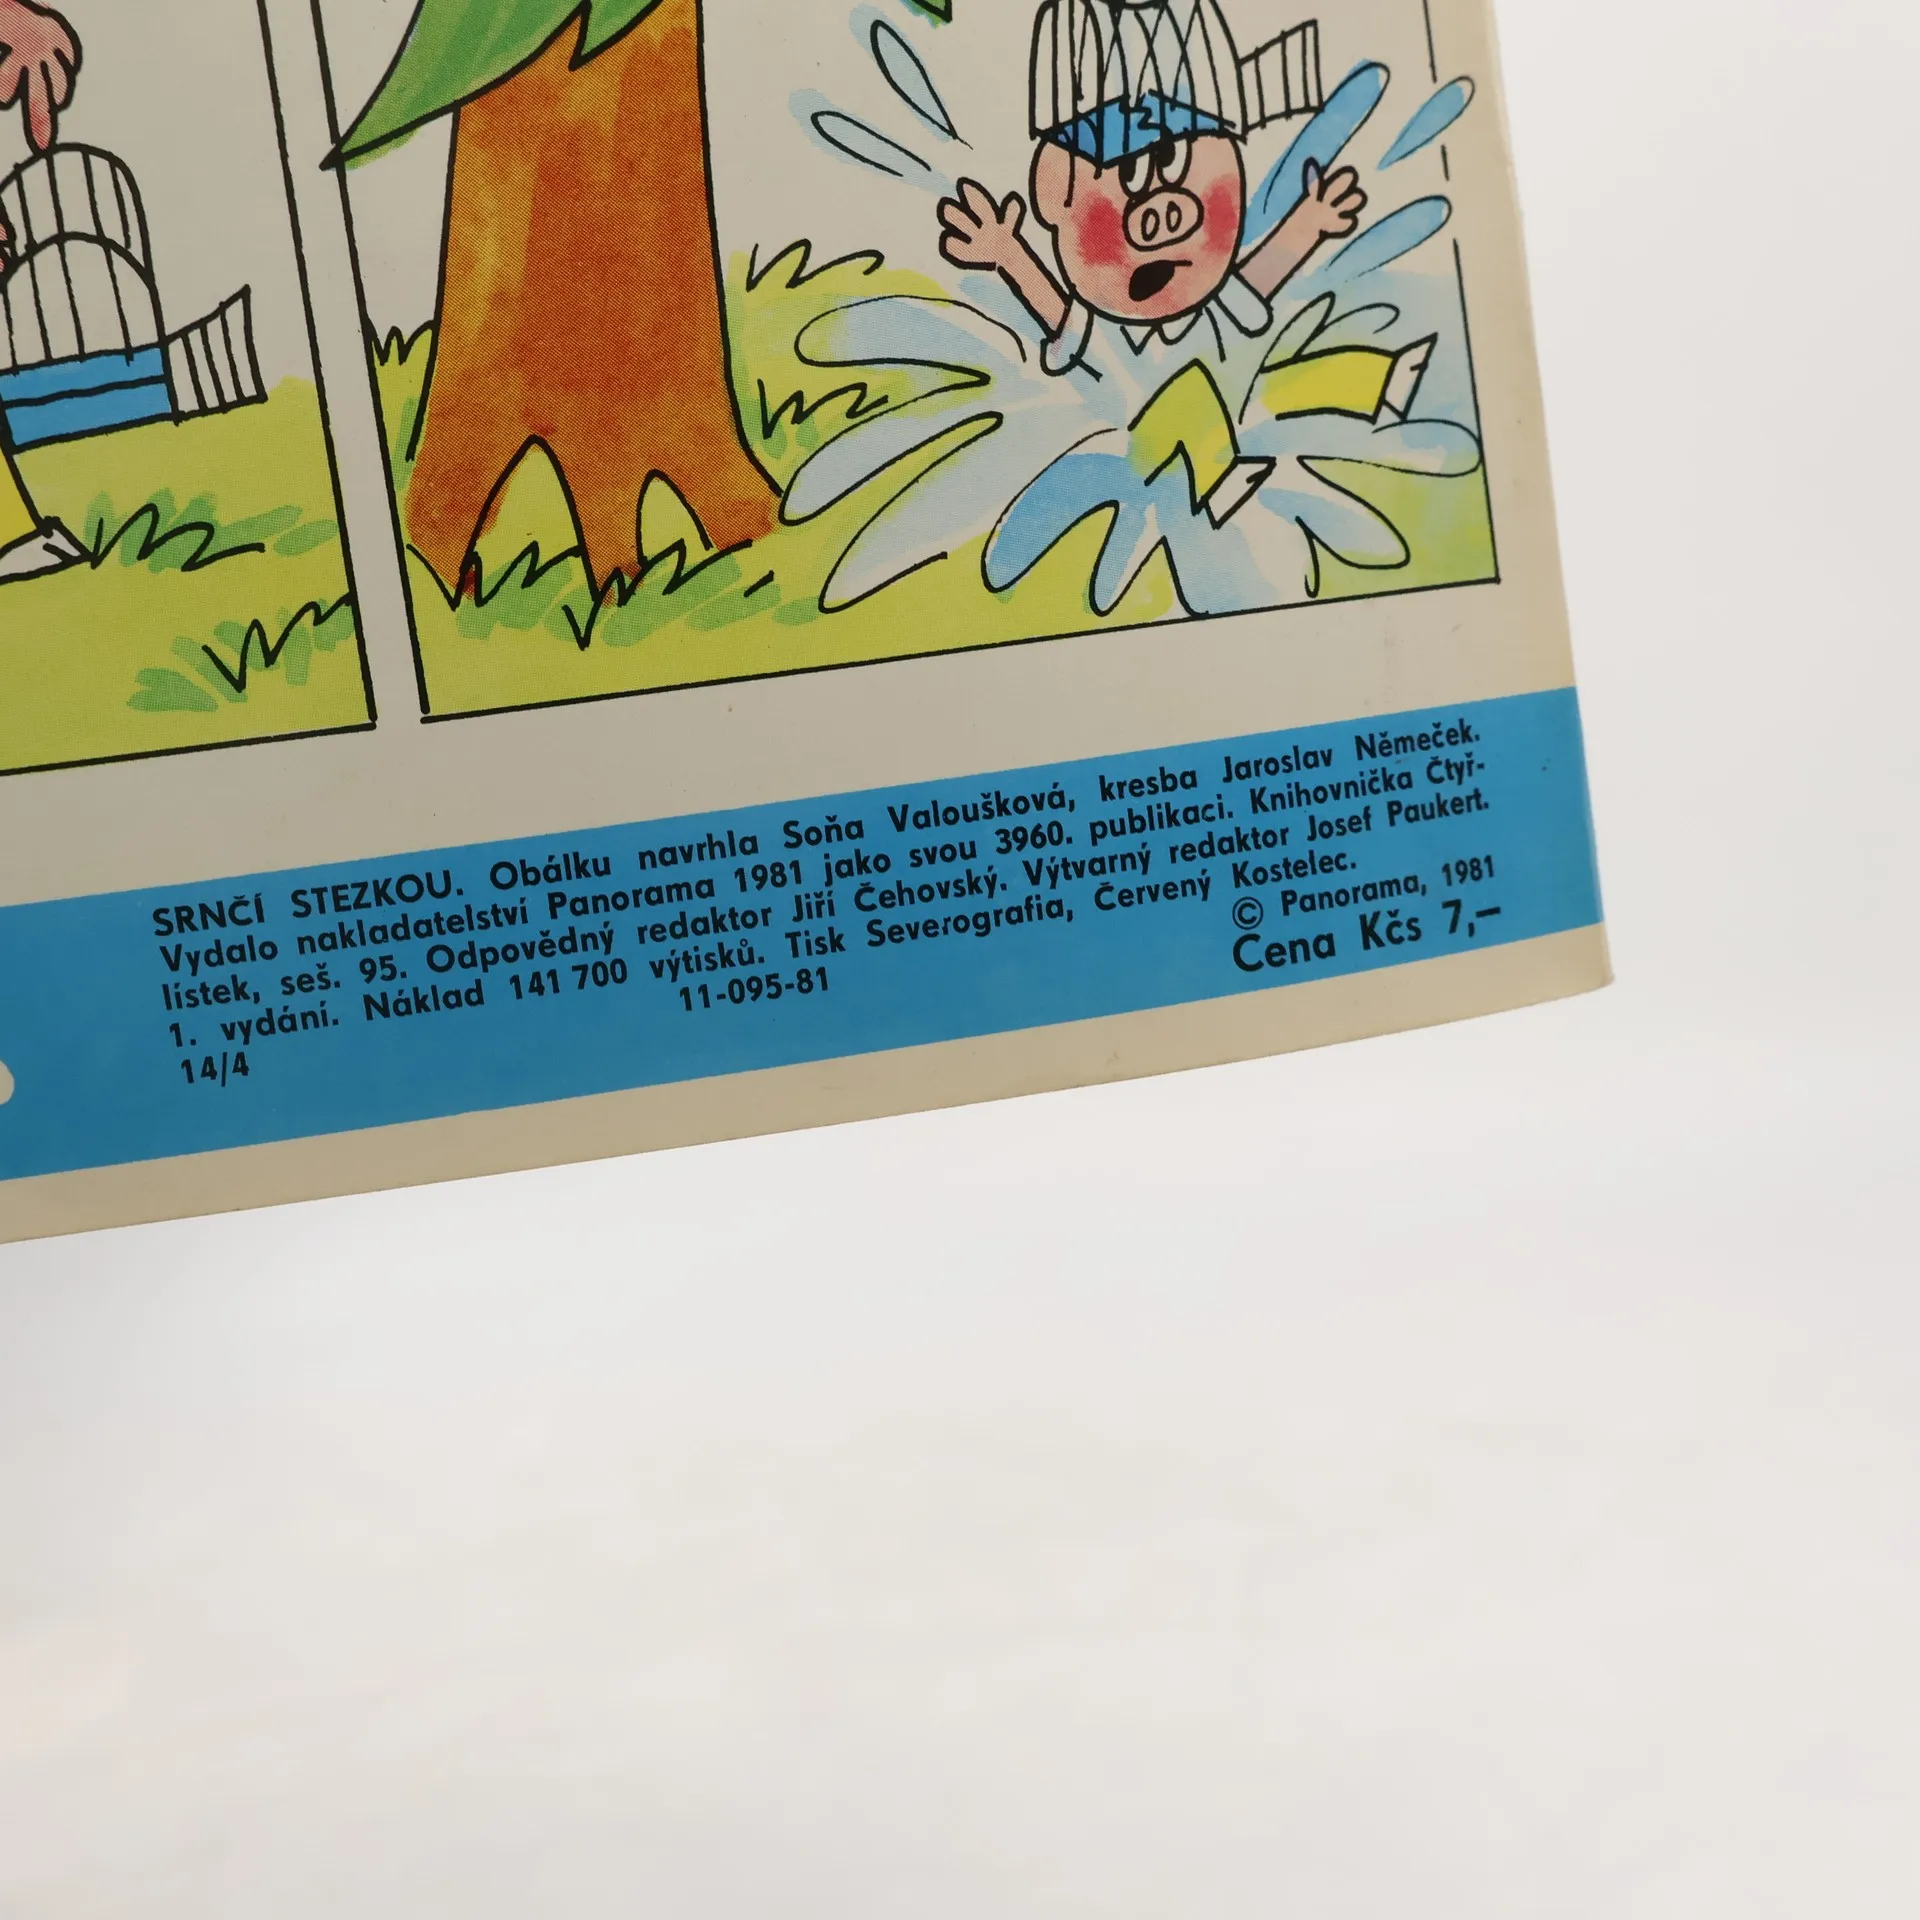 SRNČÍ STEZKOU. Obálku navrhla Soňa Valoušková, kresba Jaroslav Němeček.
Vydalo nakladatelství Panorama 1981 jako svou 3960. publikaci. Knihovnička Čtyř-
lístek, seš. 95. Odpovědný redaktor Jiří Čehovský. Výtvarný redaktor Josef Paukert.
1. vydání. Náklad 141 700 výtisků. Tisk Severografia, Červený Kostelec.
14/4
11-095-81
© Panorama, 1981
Cena Kčs 7,–